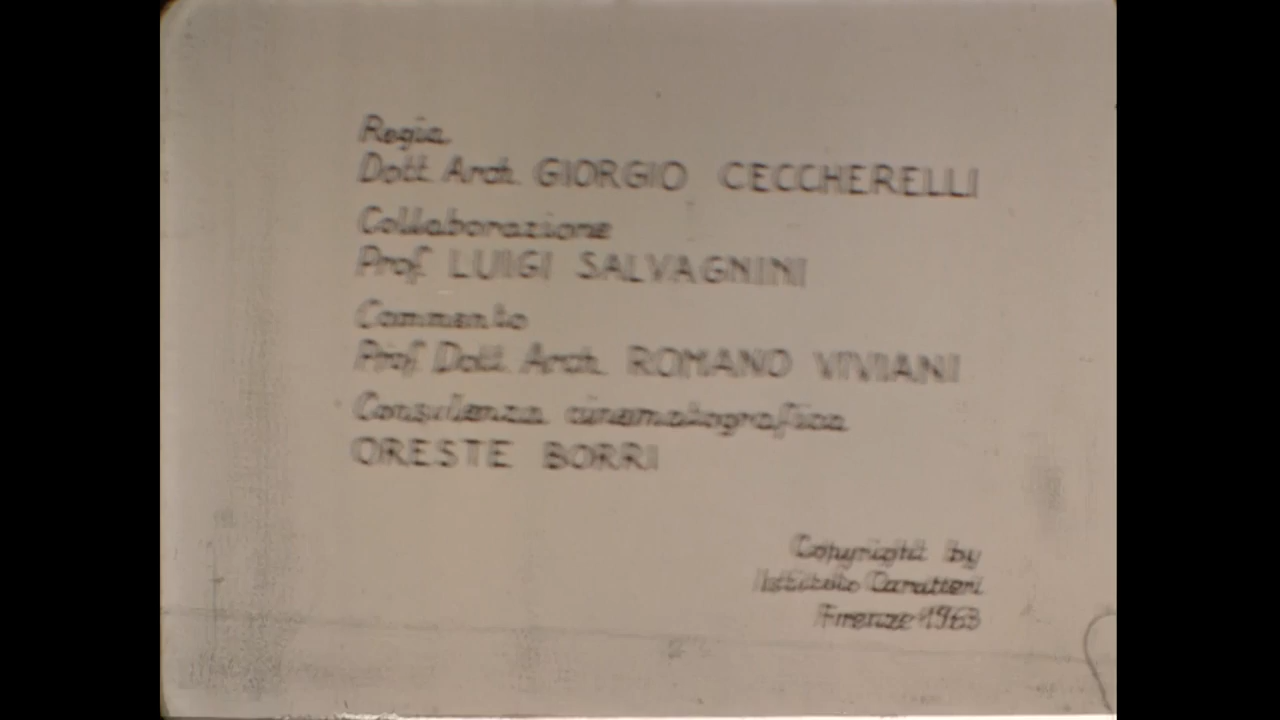 Regia
Dott. Arch. GIORGIO CECCHERELLI
Collaborazione
Prof. LUIGI SALVAGNINI
Commento
Prof. Dott. Arch. ROMANO VIVIANI
Consulenza cinematografica
ORESTE BORRI
Copyright by
Istituto
Firenze 1963